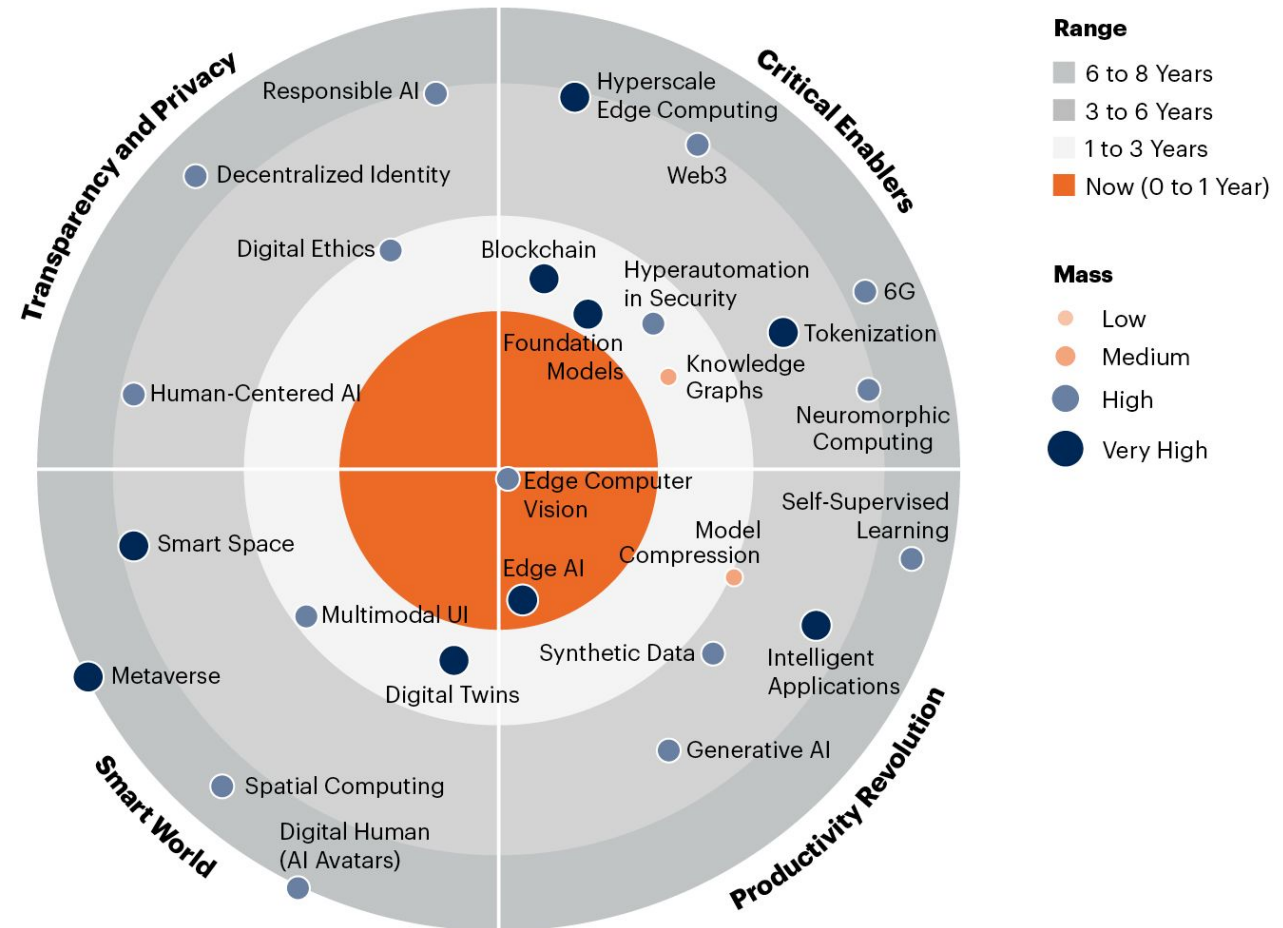 Transparency and Privacy
Responsible AI
Decentralized Identity
Digital Ethics
Human-Centered AI
Critical Enablers
Hyperscale
Edge Computing
Web3
Blockchain
Hyperautomation
in Security
Foundation
Models
Knowledge
Graphs
6G
Tokenization
Neuromorphic
Computing
Smart World
Smart Space
Multimodal UI
Metaverse
Digital Twins
Spatial Computing
Digital Human
(AI Avatars)
Productivity Revolution
Edge Computer
Vision
Edge AI
Model
Compression
Self-Supervised
Learning
Synthetic Data
Intelligent
Applications
Generative AI
Range
6 to 8 Years
3 to 6 Years
1 to 3 Years
Now (0 to 1 Year)
Mass
Low
Medium
High
Very High